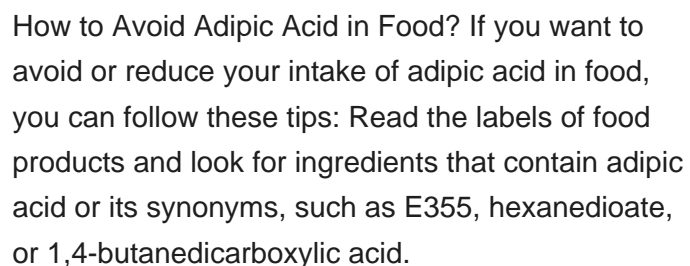 How to Avoid Adipic Acid in Food? If you want to
avoid or reduce your intake of adipic acid in food,
you can follow these tips: Read the labels of food
products and look for ingredients that contain adipic
acid or its synonyms, such as E355, hexanedioate,
or 1,4-butanedicarboxylic acid.